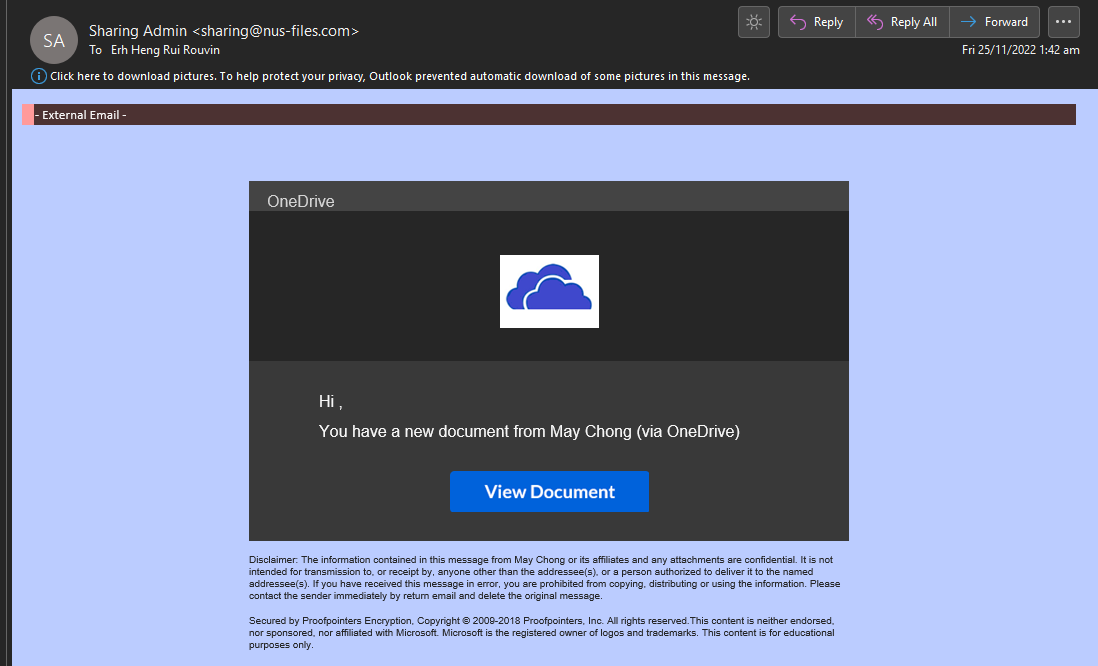 SA
Sharing Admin <sharing@nus-files.com>
To Erh Heng Rui Rouvin
Reply
Reply All
Forward
Fri 25/11/2022 1:42 am
Click here to download pictures. To help protect your privacy, Outlook prevented automatic download of some pictures in this message.
- External Email -
OneDrive
Hi ,
You have a new document from May Chong (via OneDrive)
View Document
Disclaimer: The information contained in this message from May Chong or its affiliates and any attachments are confidential. It is not
intended for transmission to, or receipt by, anyone other than the addressee(s), or a person authorized to deliver it to the named
addressee(s). If you have received this message in error, you are prohibited from copying, distributing or using the information. Please
contact the sender immediately by return email and delete the original message.
Secured by Proofpointers Encryption, Copyright © 2009-2018 Proofpointers, Inc. All rights reserved.This content is neither endorsed,
nor sponsored, nor affiliated with Microsoft. Microsoft is the registered owner of logos and trademarks. This content is for educational
purposes only.